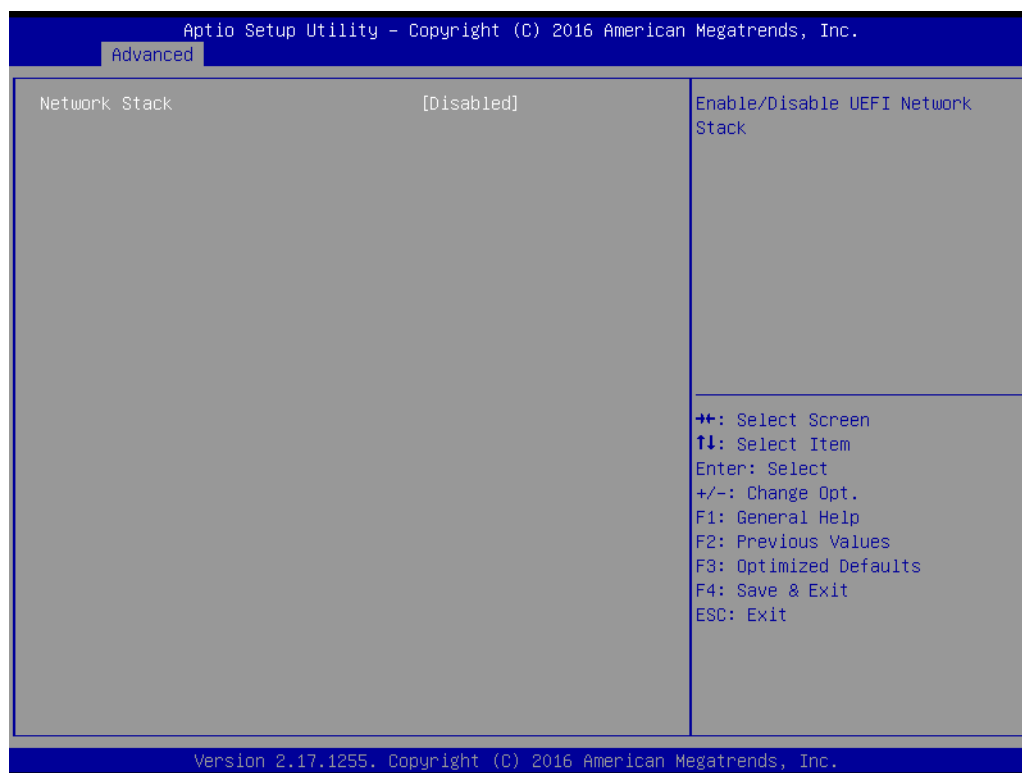 Aptio Setup Utility – Copyright (C) 2016 American Megatrends, Inc.
Advanced
Network Stack [Disabled]
Enable/Disable UEFI Network
Stack
→←: Select Screen
↑↓: Select Item
Enter: Select
+/-: Change Opt.
F1: General Help
F2: Previous Values
F3: Optimized Defaults
F4: Save & Exit
ESC: Exit
Version 2.17.1255. Copyright (C) 2016 American Megatrends, Inc.